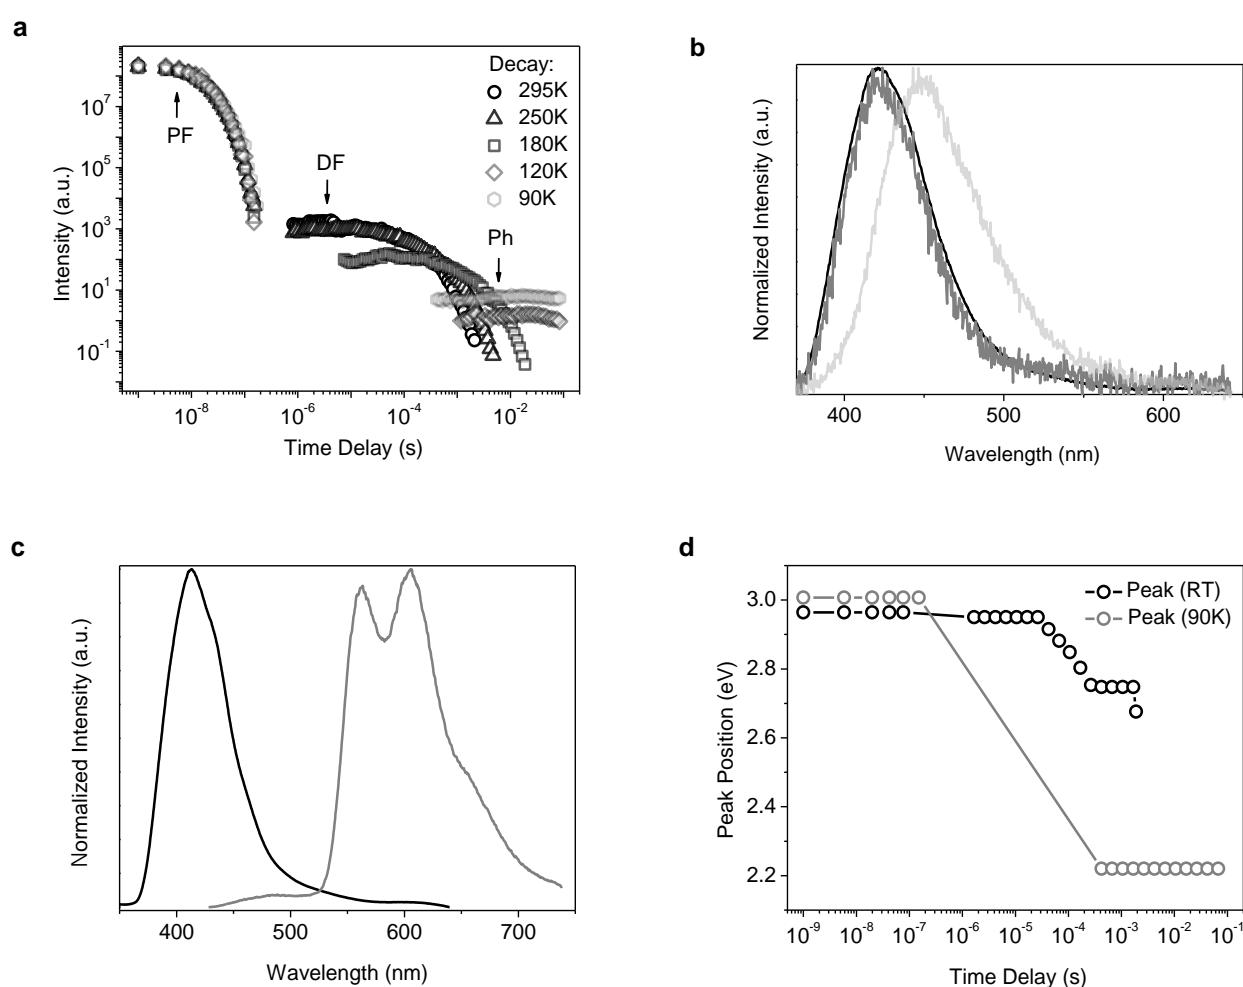 a
Decay:
295K
250K
180K
120K
90K
PF
DF
Ph
10^7
10^5
10^3
10^1
10^-1
10^-8
10^-6
10^-4
10^-2
Intensity (a.u.)
Time Delay (s)
b
Normalized Intensity (a.u.)
400
500
600
Wavelength (nm)
c
Normalized Intensity (a.u.)
400
500
600
700
Wavelength (nm)
d
Peak (RT)
Peak (90K)
3.0
2.8
2.6
2.4
2.2
Peak Position (eV)
10^-9
10^-8
10^-7
10^-6
10^-5
10^-4
10^-3
10^-2
10^-1
Time Delay (s)